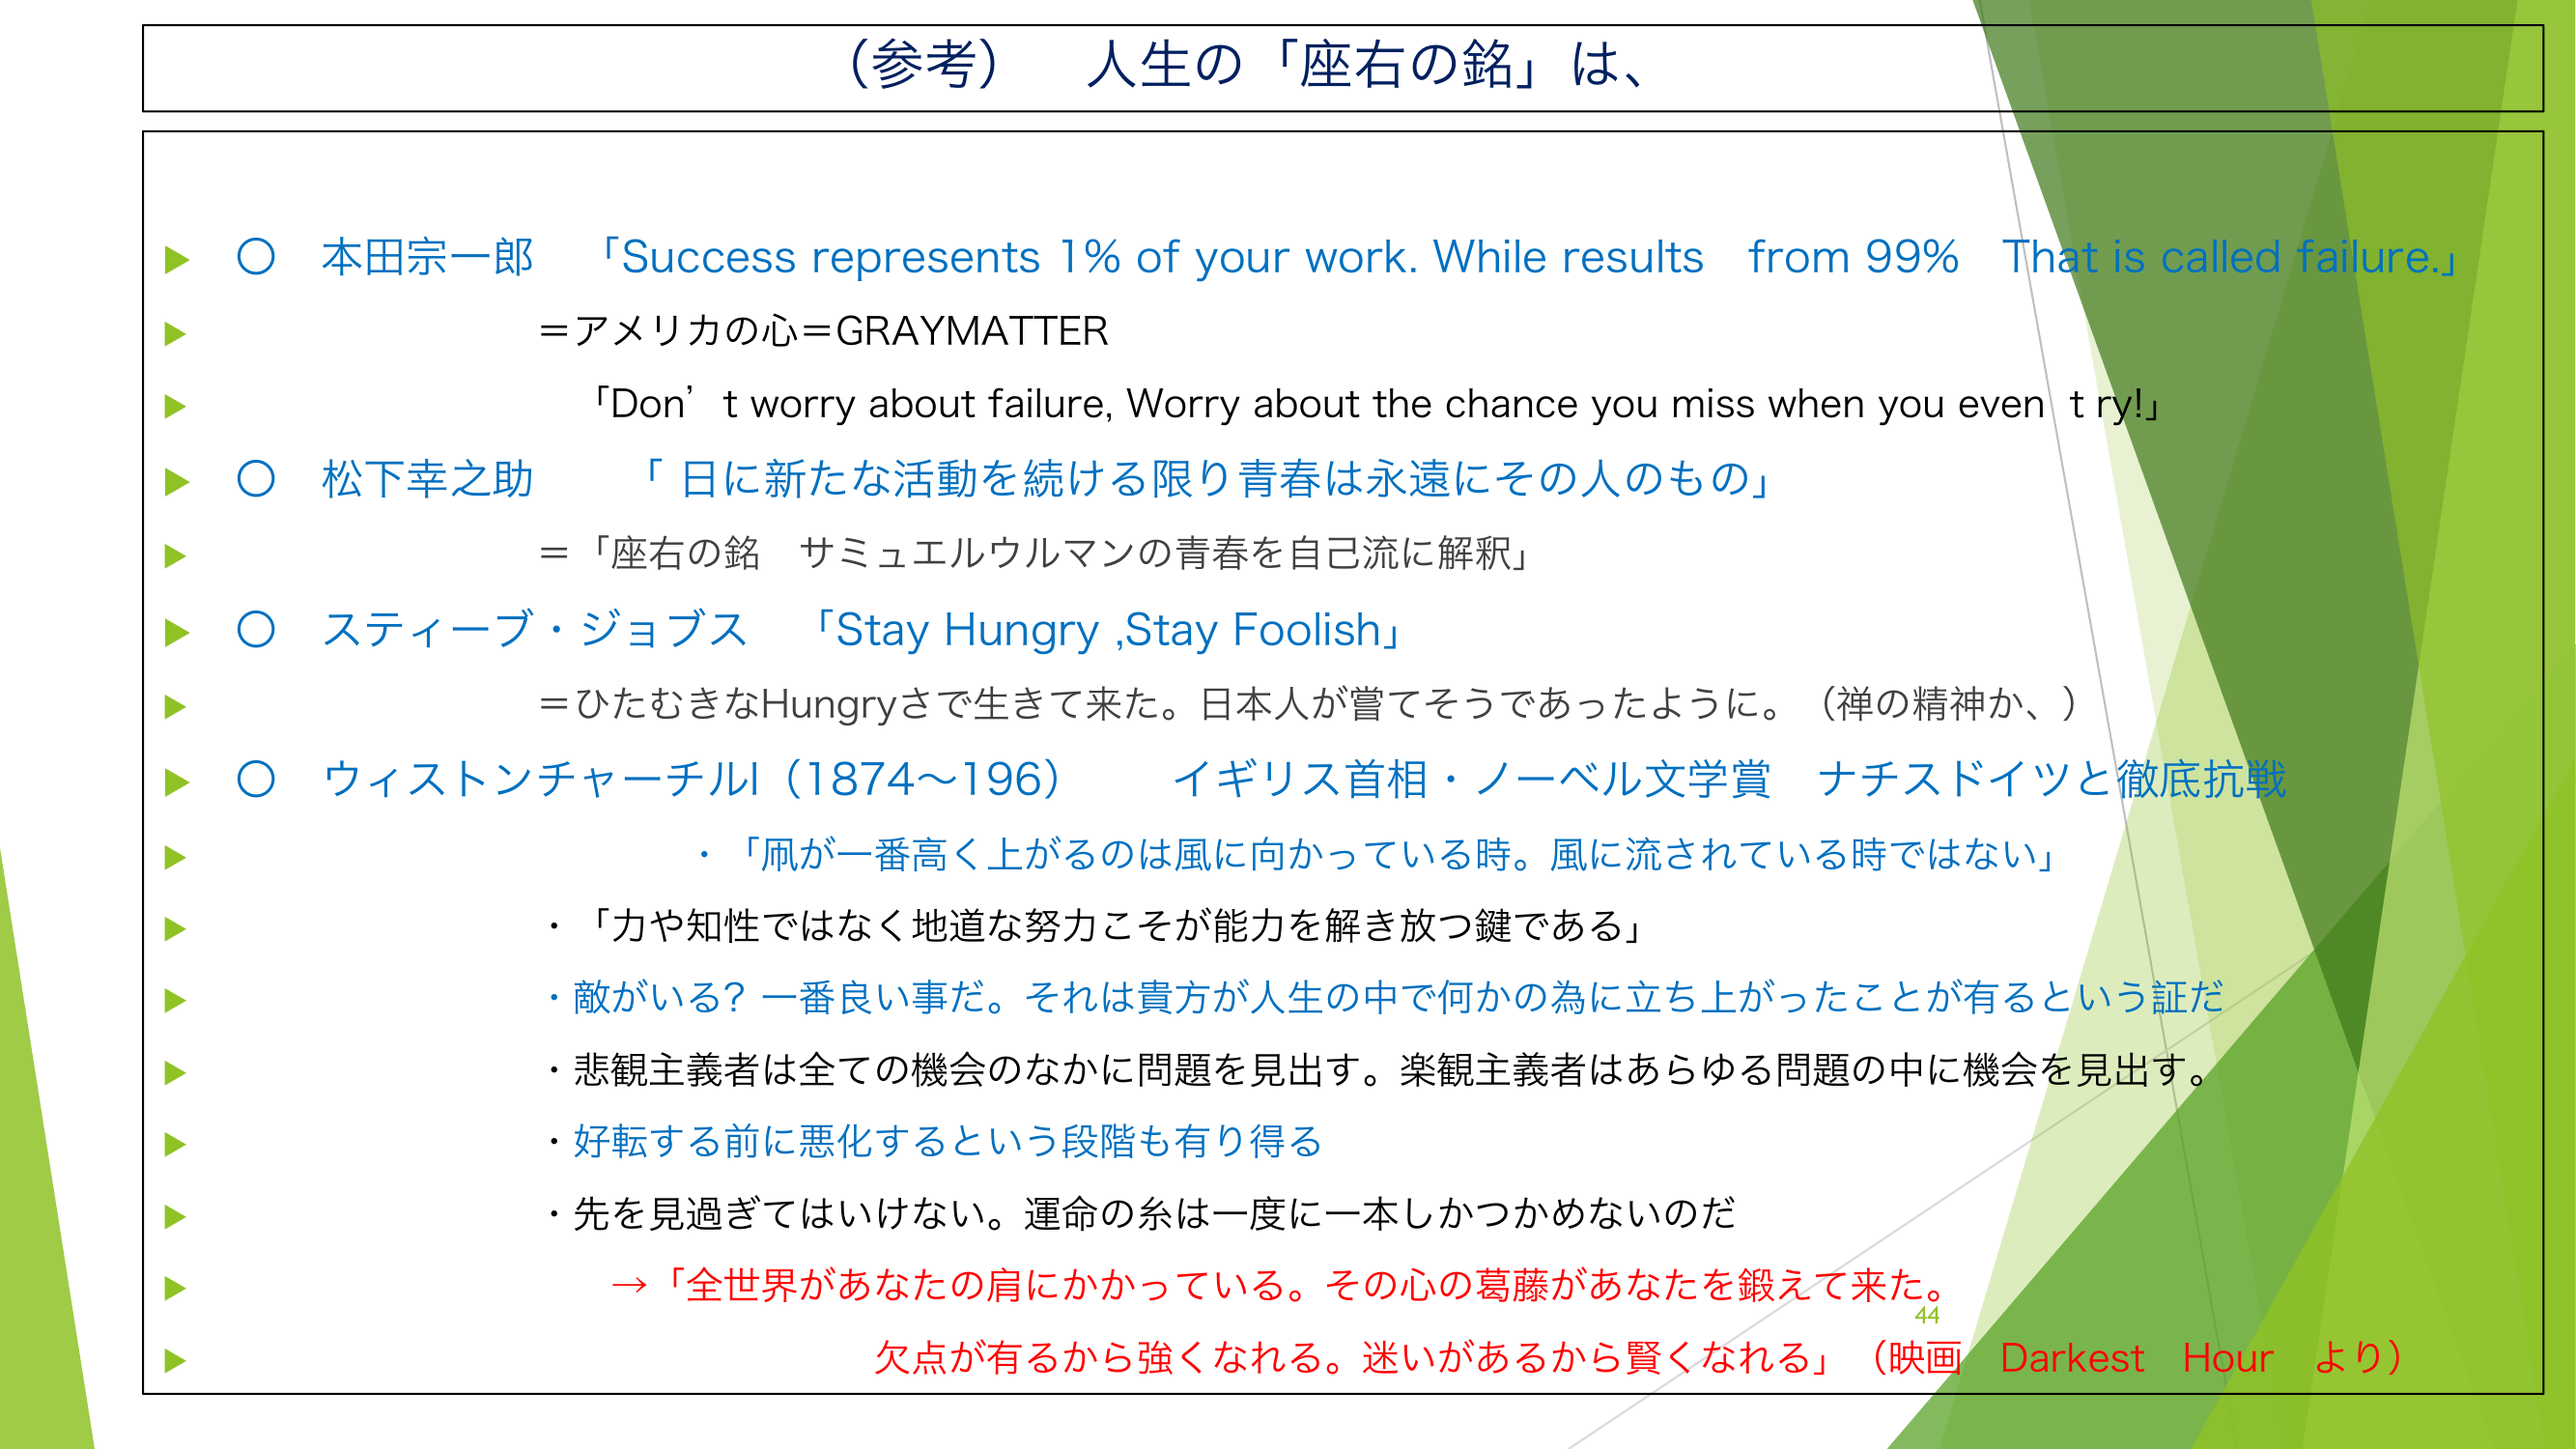 （参考）　人生の「座右の銘」は、
〇　本田宗一郎　「Success represents 1% of your work. While results　from 99%　That is called failure.」
＝アメリカの心＝GRAYMATTER
「Don’t worry about failure, Worry about the chance you miss when you even t ry!」
〇　松下幸之助　　「 日に新たな活動を続ける限り青春は永遠にその人のもの」
＝「座右の銘　サミュエルウルマンの青春を自己流に解釈」
〇　スティーブ・ジョブス　「Stay Hungry ,Stay Foolish」
＝ひたむきなHungryさで生きて来た。日本人が嘗てそうであったように。（禅の精神か、）
〇　ウィストンチャーチルl（1874～196）　　イギリス首相・ノーベル文学賞　ナチスドイツと徹底抗戦
・「凧が一番高く上がるのは風に向かっている時。風に流されている時ではない」
・「力や知性ではなく地道な努力こそが能力を解き放つ鍵である」
・敵がいる？一番良い事だ。それは貴方が人生の中で何かの為に立ち上がったことが有るという証だ
・悲観主義者は全ての機会のなかに問題を見出す。楽観主義者はあらゆる問題の中に機会を見出す。
・好転する前に悪化するという段階も有り得る
・先を見過ぎてはいけない。運命の糸は一度に一本しかつかめないのだ
→「全世界があなたの肩にかかっている。その心の葛藤があなたを鍛えて来た。
44
欠点が有るから強くなれる。迷いがあるから賢くなれる」（映画　Darkest　Hour　より）